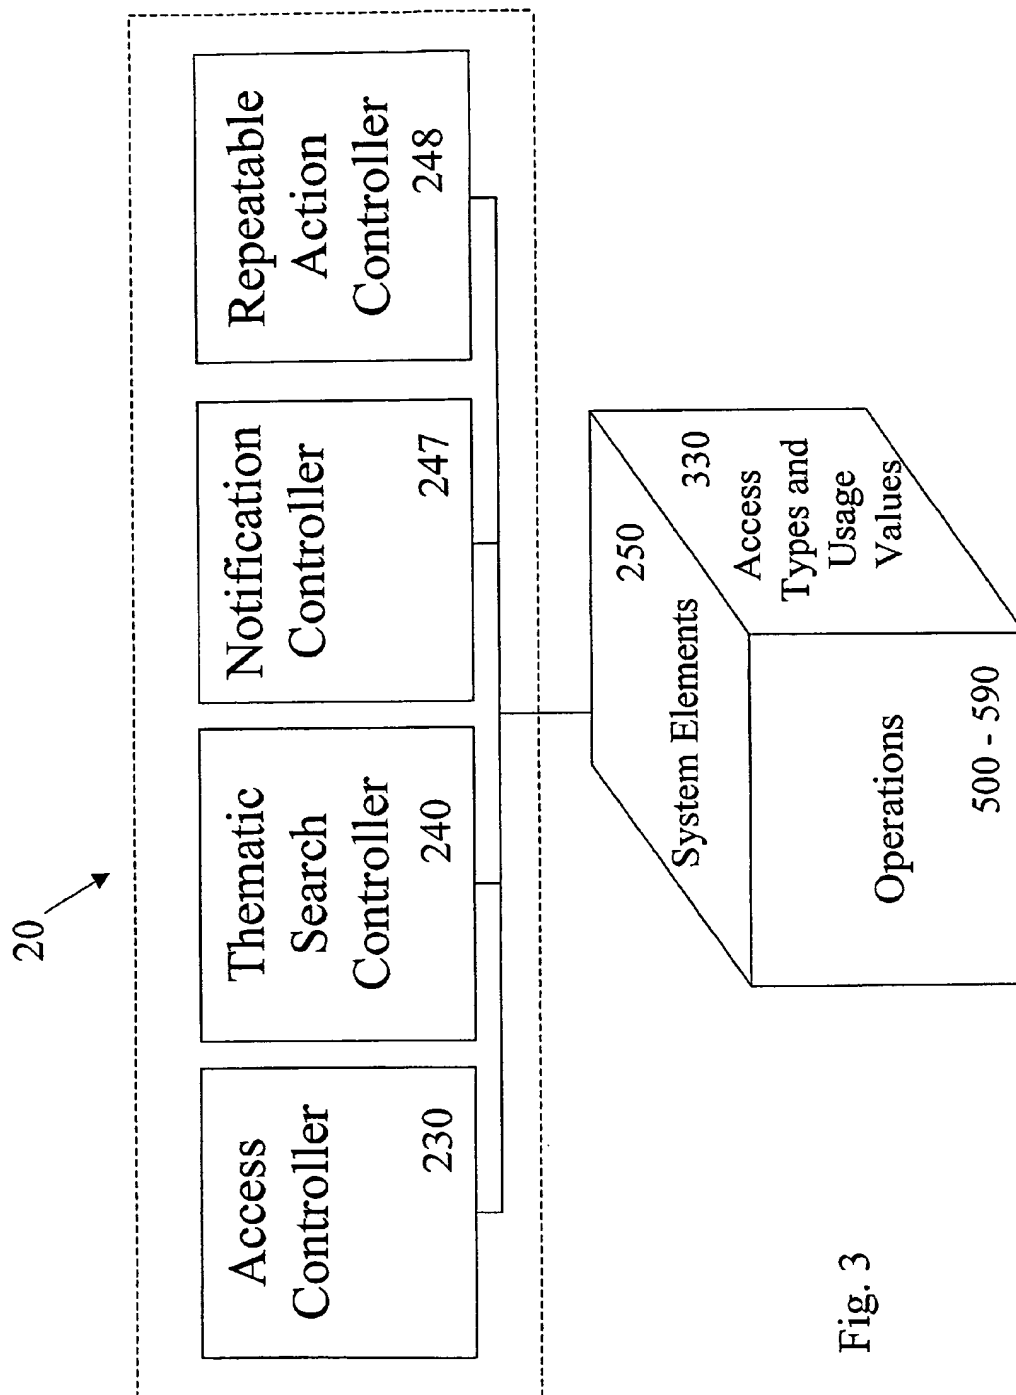 20
Access
Controller
230
Thematic
Search
Controller
240
Notification
Controller
247
Repeatable
Action
Controller
248
System Elements
250
330
Access
Types and
Usage
Values
Operations
500 - 590
Fig. 3